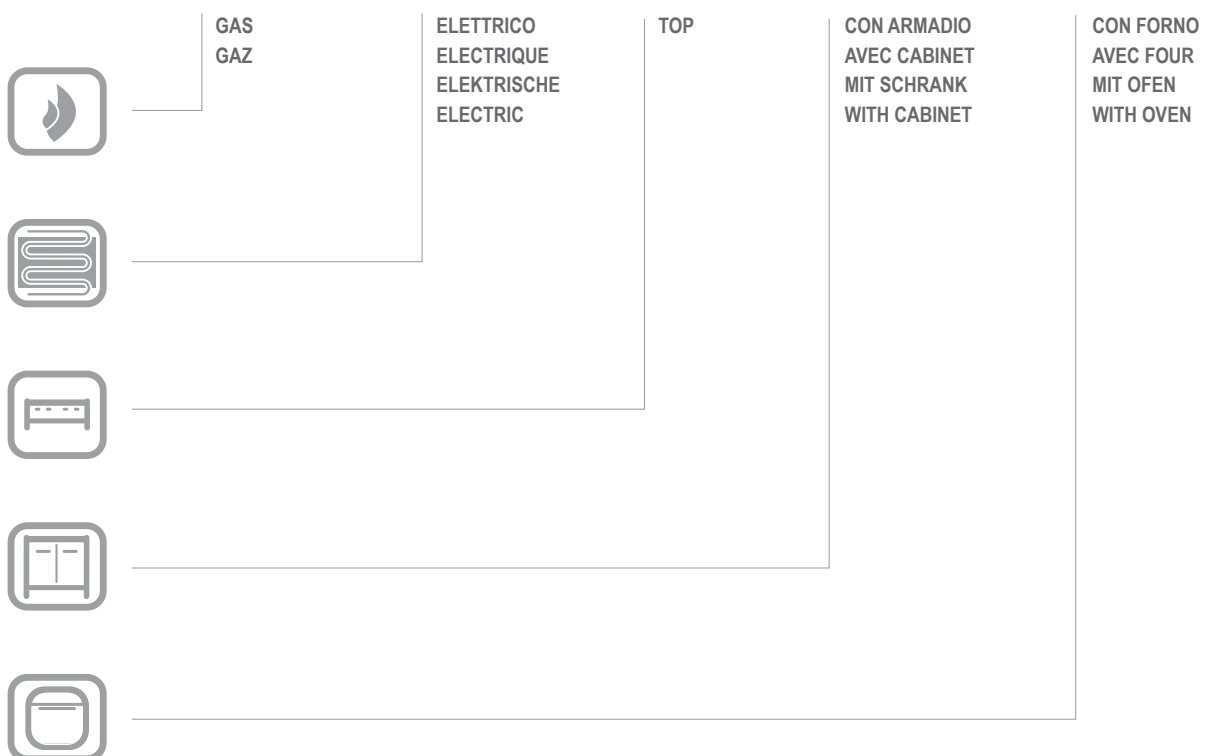 GAS
GAZ
ELETTRICO
ELECTRIQUE
ELEKTRISCHE
ELECTRIC
TOP
CON ARMADIO
AVEC CABINET
MIT SCHRANK
WITH CABINET
CON FORNO
AVEC FOUR
MIT OFEN
WITH OVEN